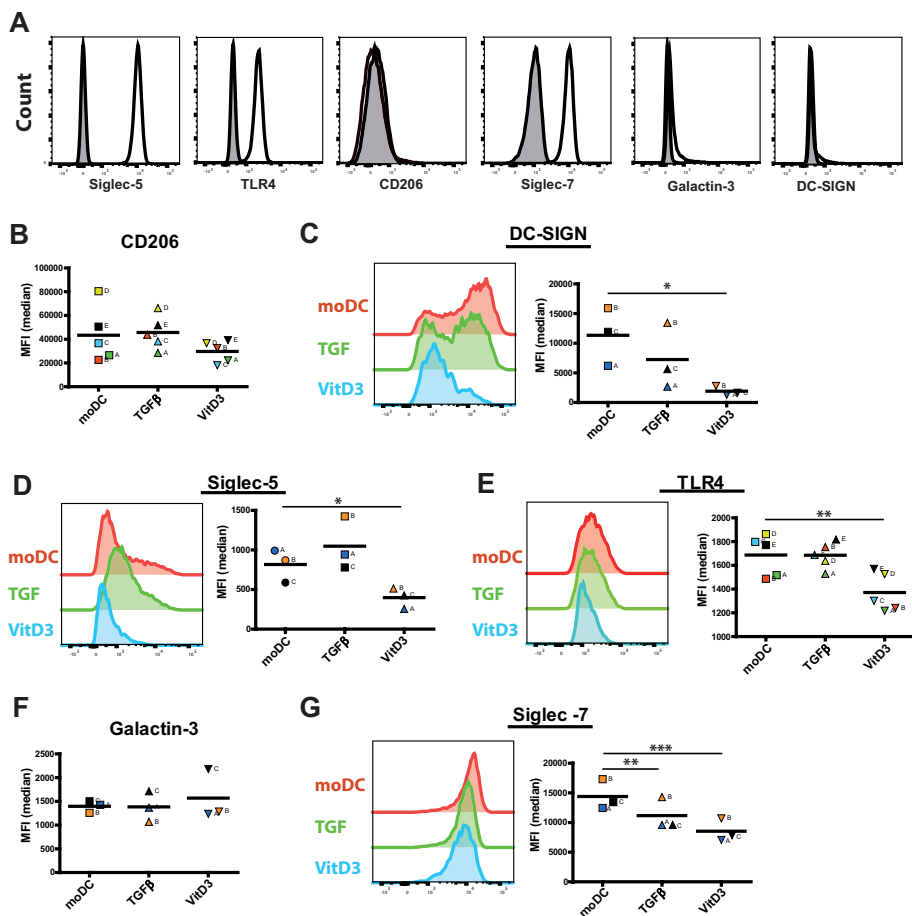 A
Count
Siglec-5
TLR4
CD206
Siglec-7
Galactin-3
DC-SIGN
B
CD206
MFI (median)
100000
80000
60000
40000
20000
0
D
E
C
B
A
D
E
C
A
D
E
B
A
C
moDC
TGFβ
VitD3
C
DC-SIGN
moDC
TGF
VitD3
MFI (median)
20000
15000
10000
5000
0
*
B
C
A
B
C
A
B
A
C
moDC
TGFβ
VitD3
D
Siglec-5
moDC
TGF
VitD3
MFI (median)
1500
1000
500
0
*
A
B
C
B
A
C
B
C
A
moDC
TGFβ
VitD3
E
TLR4
moDC
TGF
VitD3
MFI (median)
1800
1600
1400
1200
1000
**
D
E
A
B
E
B
D
A
E
D
C
A
B
moDC
TGFβ
VitD3
F
Galactin-3
MFI (median)
2500
2000
1500
1000
500
0
C
A
B
C
A
B
C
A
B
moDC
TGFβ
VitD3
G
Siglec -7
moDC
TGF
VitD3
MFI (median)
20000
15000
10000
5000
0
***
**
B
C
A
B
A
C
B
C
A
moDC
TGFβ
VitD3